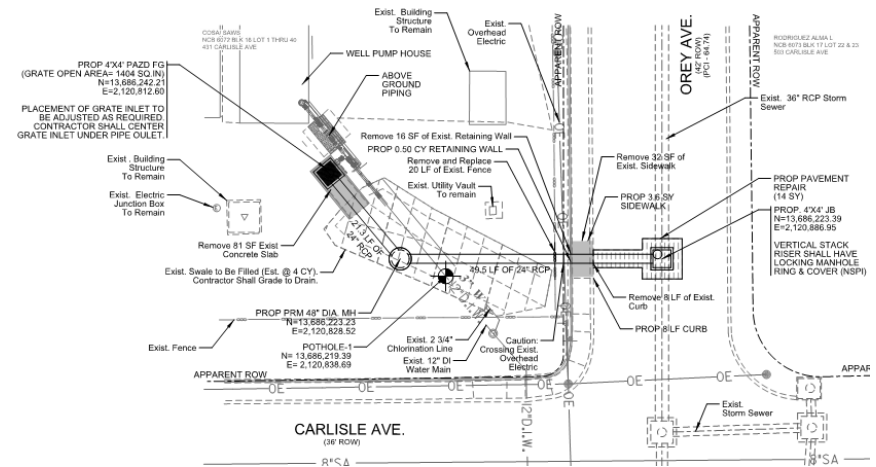 COSAI SAWS
NCB 6072 BLK 16 LOT 1 THRU 40
431 CARLISLE AVE
WELL PUMP HOUSE
Exist. Building
Structure
To Remain
Exist.
Overhead
Electric
APPARENT ROW
OREY AVE.
(42' ROW)
(PCI - 64.74)
APPARENT ROW
RODRIGUEZ ALMA L
NCB 6073 BLK 17 LOT 22 & 23
503 CARLISLE AVE
PROP 4'X4' PAZD FG
(GRATE OPEN AREA= 1404 SQ.IN)
N=13,686,242.21
E=2,120,812.60
PLACEMENT OF GRATE INLET TO
BE ADJUSTED AS REQUIRED.
CONTRACTOR SHALL CENTER
GRATE INLET UNDER PIPE OULET.
ABOVE
GROUND
PIPING
Exist. 36" RCP Storm
Sewer
Remove 16 SF of Exist. Retaining Wall
PROP 0.50 CY RETAINING WALL
Remove and Replace
20 LF of Exist. Fence
Remove 32 SF of
Exist. Sidewalk
Exist. Building
Structure
To Remain
Exist. Electric
Junction Box
To Remain
Exist. Utility Vault
To remain
PROP 3.6 SY
SIDEWALK
PROP PAVEMENT
REPAIR
(14 SY)
PROP. 4'X4' JB
N=13,686,223.39
E=2,120,886.95
VERTICAL STACK
RISER SHALL HAVE
LOCKING MANHOLE
RING & COVER (NSPI)
Remove 81 SF Exist
Concrete Slab
21.3 LF OF
24" RCP
Exist. Swale to Be Filled (Est. @ 4 CY).
Contractor Shall Grade to Drain.
49.5 LF OF 24" RCP
Remove 8 LF of Exist.
Curb
PROP 8 LF CURB
PROP PRM 48" DIA. MH
N=13,686,223.23
E=2,120,828.52
POTHOLE-1
N= 13,686,219.39
E= 2,120,838.69
Exist. 2 3/4"
Chlorination Line
Exist. 12" DI
Water Main
Caution:
Crossing Exist.
Overhead
Electric
Exist. Fence
APPARENT ROW
OE
OE
OE
OE
OE
OE
OE
APPAR
CARLISLE AVE.
(36' ROW)
12"D.I.W.
Exist.
Storm Sewer
8"SA
8"SA